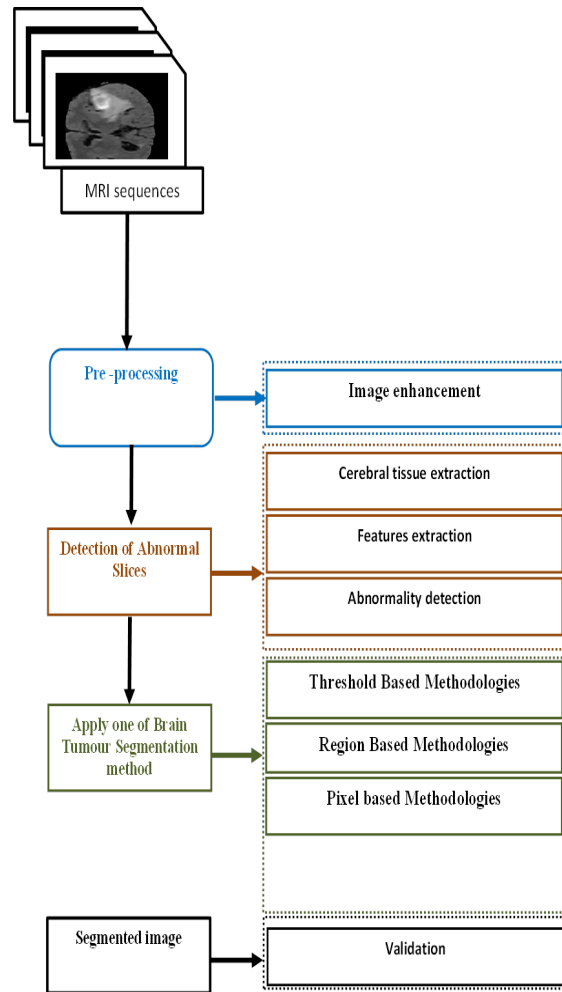 MRI sequences
Pre -processing
Image enhancement
Cerebral tissue extraction
Detection of Abnormal
Slices
Features extraction
Abnormality detection
Apply one of Brain
Tumour Segmentation
method
Threshold Based Methodologies
Region Based Methodologies
Pixel based Methodologies
Segmented image
Validation